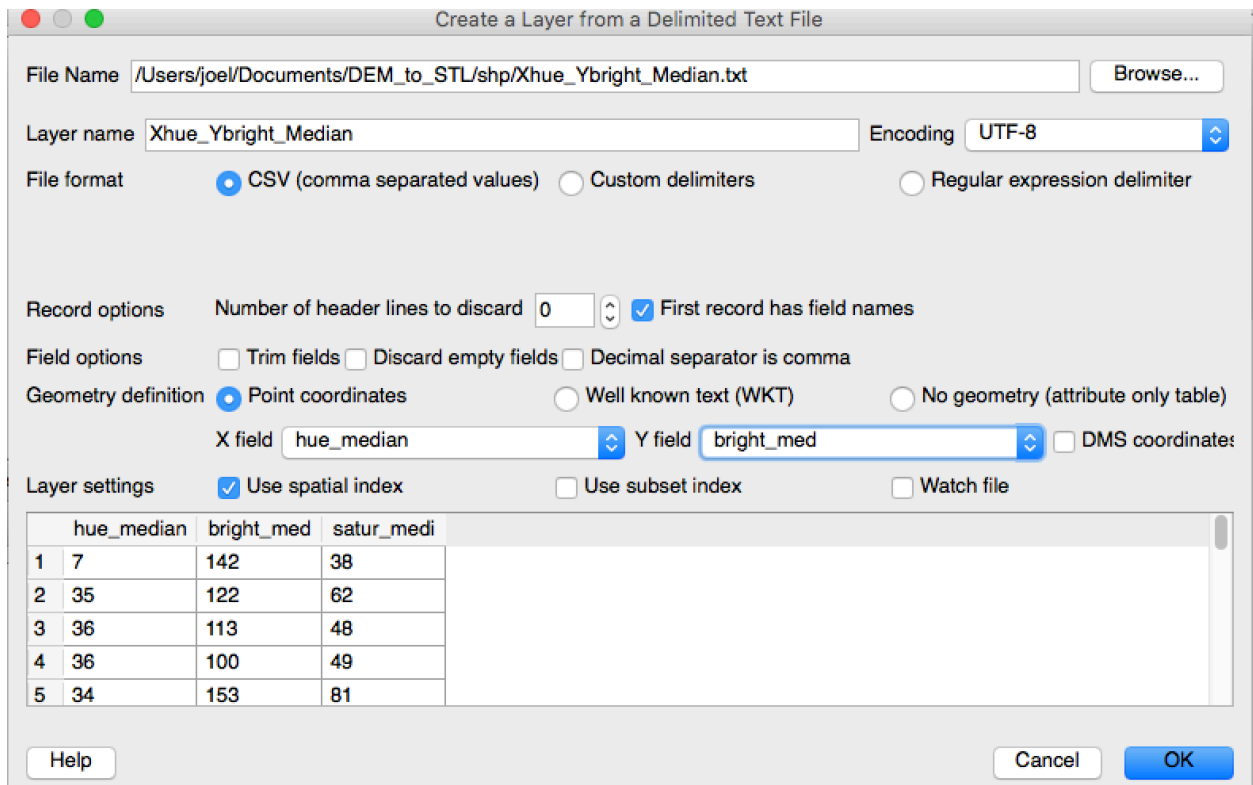 Create a Layer from a Delimited Text File
File Name /Users/joel/Documents/DEM_to_STL/shp/Xhue_Ybright_Median.txt Browse...
Layer name Xhue_Ybright_Median Encoding UTF-8
File format CSV (comma separated values) Custom delimiters Regular expression delimiter
Record options Number of header lines to discard 0 First record has field names
Field options Trim fields Discard empty fields Decimal separator is comma
Geometry definition Point coordinates Well known text (WKT) No geometry (attribute only table)
X field hue_median Y field bright_med DMS coordinates
Layer settings Use spatial index Use subset index Watch file
hue_median bright_med satur_medi
1 7 142 38
2 35 122 62
3 36 113 48
4 36 100 49
5 34 153 81
Help Cancel OK